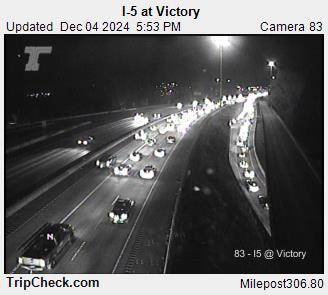 I-5 at Victory
Updated  Dec 04 2024  5:53 PM Camera 83
T
N
83 - I5 @ Victory
TripCheck.com Milepost306.80